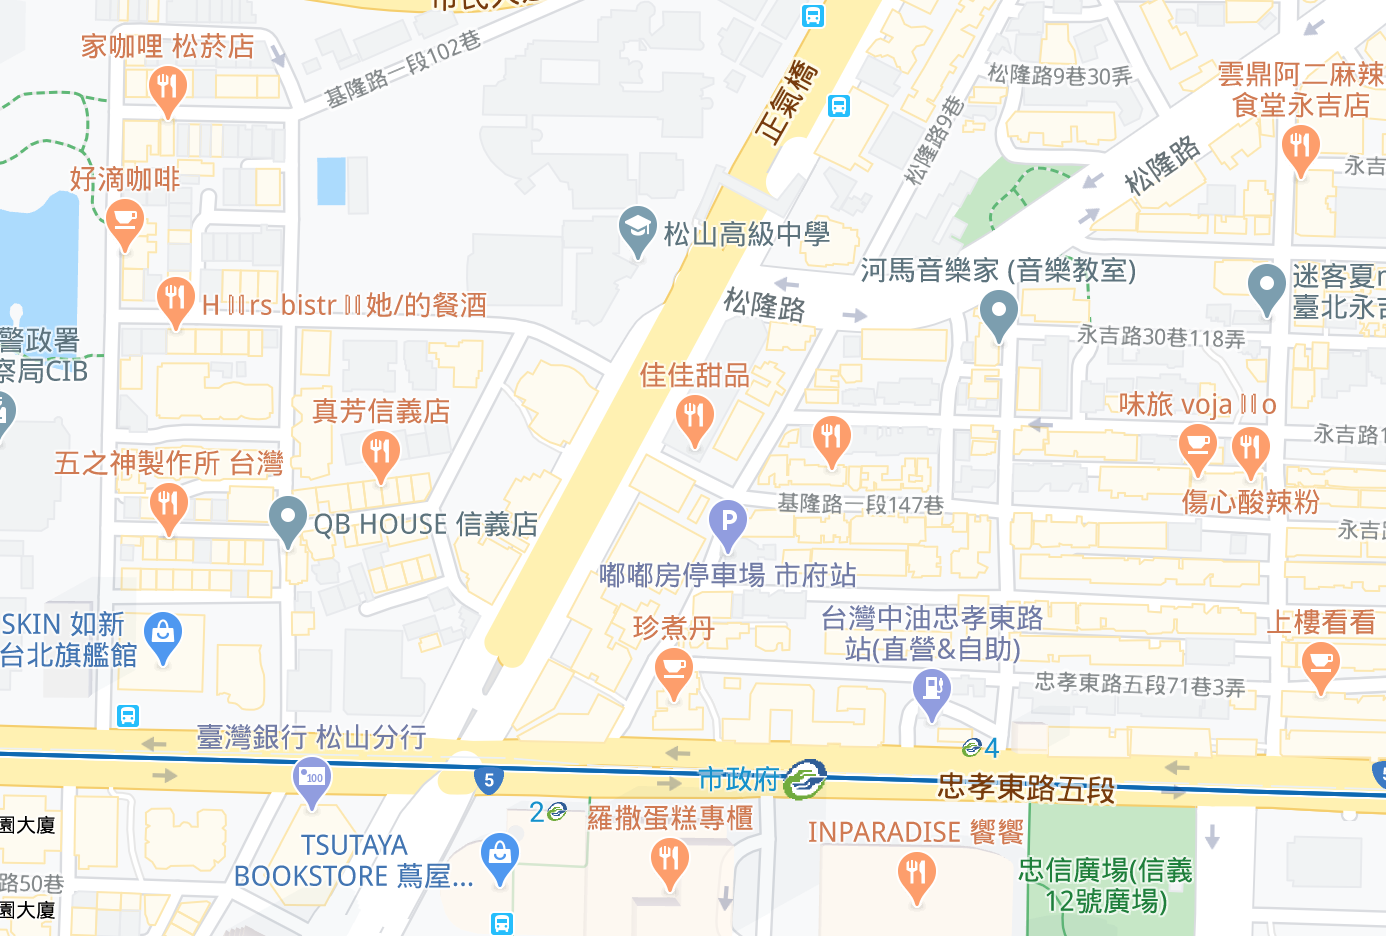 市民大道
家咖哩 松菸店
基隆路一段102巷
正氣橋
松隆路9巷
松隆路9巷30弄
松隆路
雲鼎阿二麻辣
食堂永吉店
永吉
好滴咖啡
松山高級中學
河馬音樂家 (音樂教室)
迷客夏
臺北永吉
警政署
察局CIB
松隆路
永吉路30巷118弄
佳佳甜品
真芳信義店
味旅
永吉路1
五之神製作所 台灣
QB HOUSE 信義店
基隆路一段147巷
傷心酸辣粉
永吉
嘟嘟房停車場 市府站
P
SKIN 如新
台北旗艦館
珍煮丹
台灣中油忠孝東路
站(直營&自助)
上樓看看
忠孝東路五段71巷3弄
臺灣銀行 松山分行
100
5
市政府
4
忠孝東路五段
5
2
羅撒蛋糕專櫃
INPARADISE 饗饗
園大廈
TSUTAYA
BOOKSTORE 蔦屋...
路50巷
園大廈
忠信廣場(信義
12號廣場)